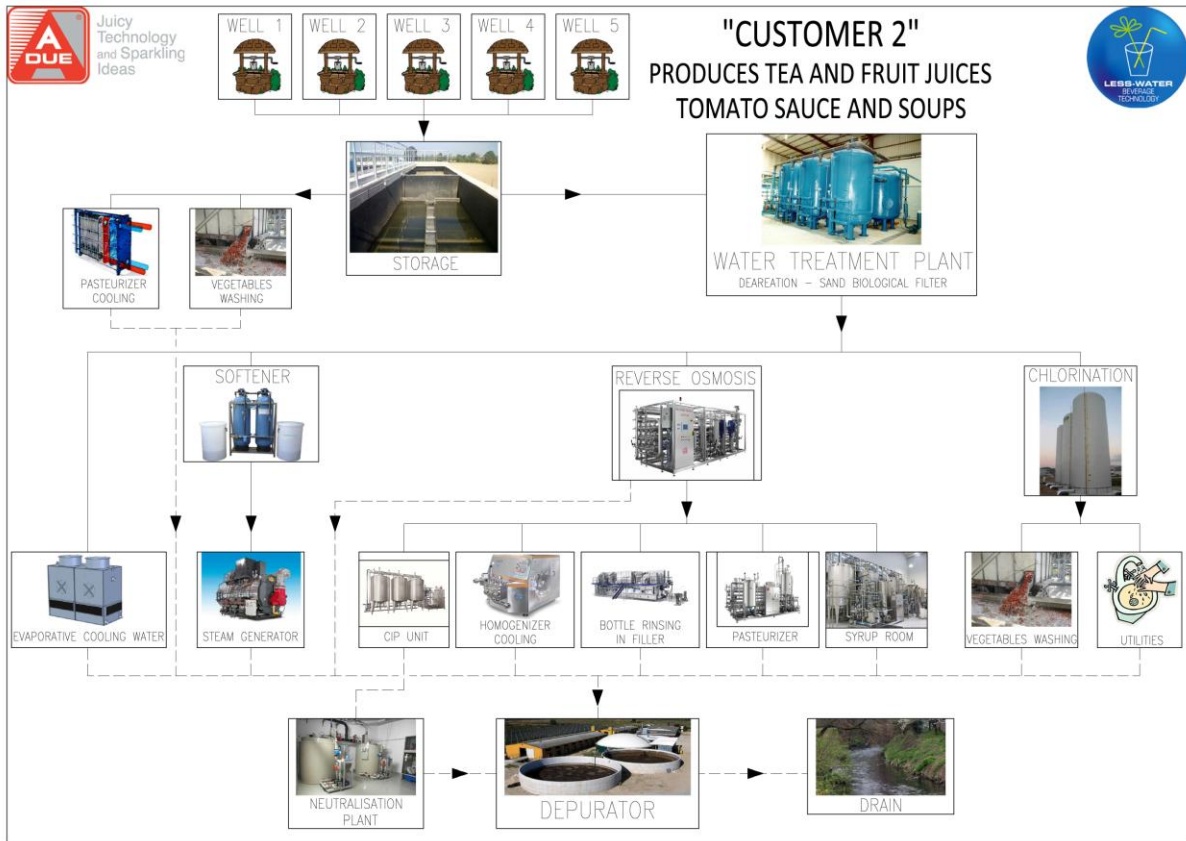 A DUE
Juicy
Technology
and Sparkling
Ideas
WELL 1
WELL 2
WELL 3
WELL 4
WELL 5
"CUSTOMER 2"
PRODUCES TEA AND FRUIT JUICES
TOMATO SAUCE AND SOUPS
LESS-WATER
BEVERAGE
TECHNOLOGY
STORAGE
WATER TREATMENT PLANT
DEAREATION - SAND BIOLOGICAL FILTER
PASTEURIZER
COOLING
VEGETABLES
WASHING
SOFTENER
REVERSE OSMOSIS
CHLORINATION
EVAPORATIVE COOLING WATER
STEAM GENERATOR
CIP UNIT
HOMOGENIZER
COOLING
BOTTLE RINSING
IN FILLER
PASTEURIZER
SYRUP ROOM
VEGETABLES WASHING
UTILITIES
NEUTRALISATION
PLANT
DEPURATOR
DRAIN